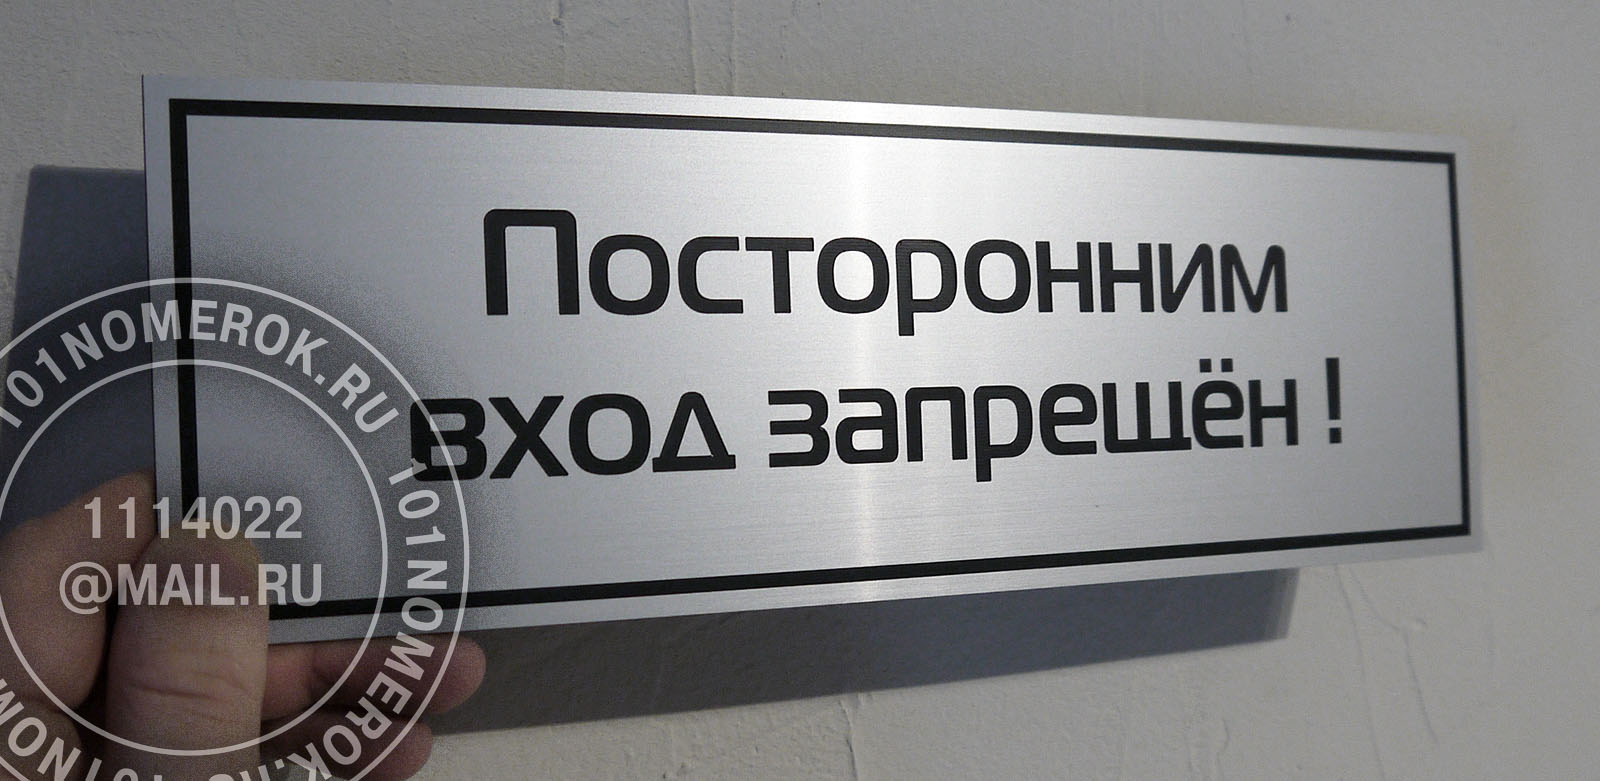 Посторонним
вход запрещён !
101NOMEROK.RU 101NOMEROK.RU
1114022
@MAIL.RU